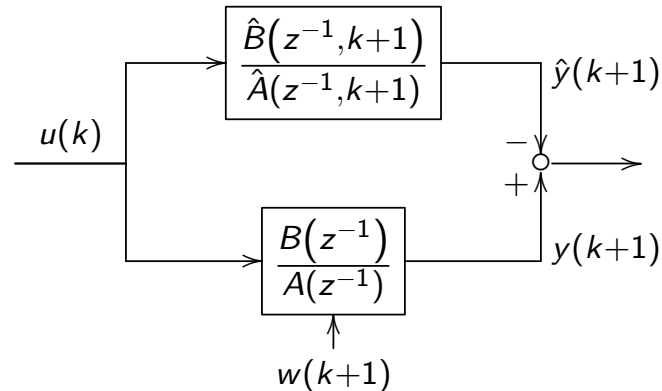 B̂(z⁻¹,k+1)
Â(z⁻¹,k+1)
ŷ(k+1)
u(k)
−
+
B(z⁻¹)
A(z⁻¹)
y(k+1)
w(k+1)